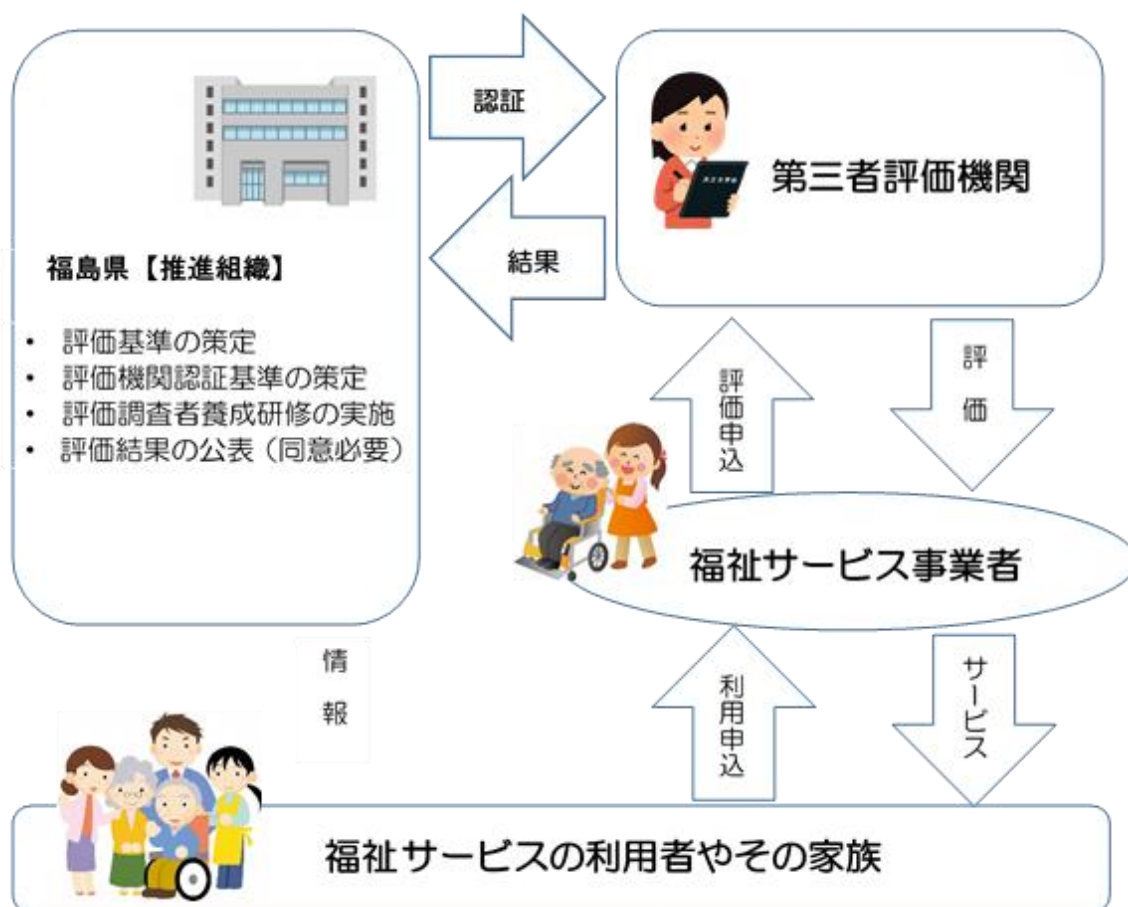 認証
第三者評価機関
結果
福島県【推進組織】
• 評価基準の策定
• 評価機関認証基準の策定
• 評価調査者養成研修の実施
• 評価結果の公表（同意必要）
評価申込
評価
福祉サービス事業者
情報
利用申込
サービス
福祉サービスの利用者やその家族